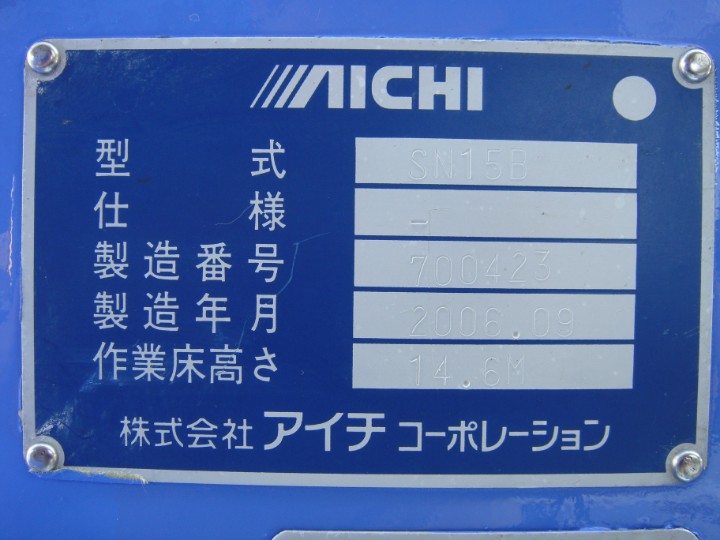 AICHI
型式 SN15B
仕様 -
製造番号 700423
製造年月 2006.09
作業床高さ 14.6M
株式会社 アイチ コーポレーション